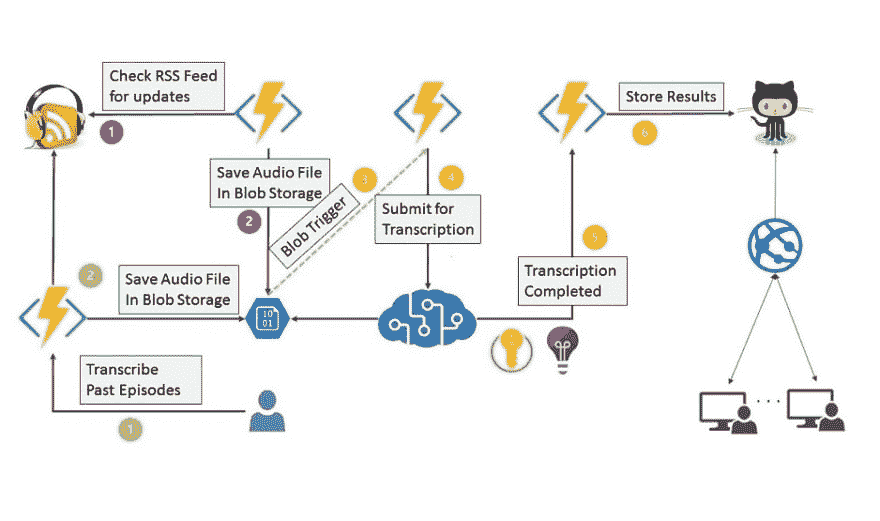 Check RSS Feed
for updates
1
Save Audio File
In Blob Storage
2
Blob Trigger
3
4
Submit for
Transcription
5
Transcription
Completed
Store Results
6
2
Save Audio File
In Blob Storage
10
01
Transcribe
Past Episodes
1
...